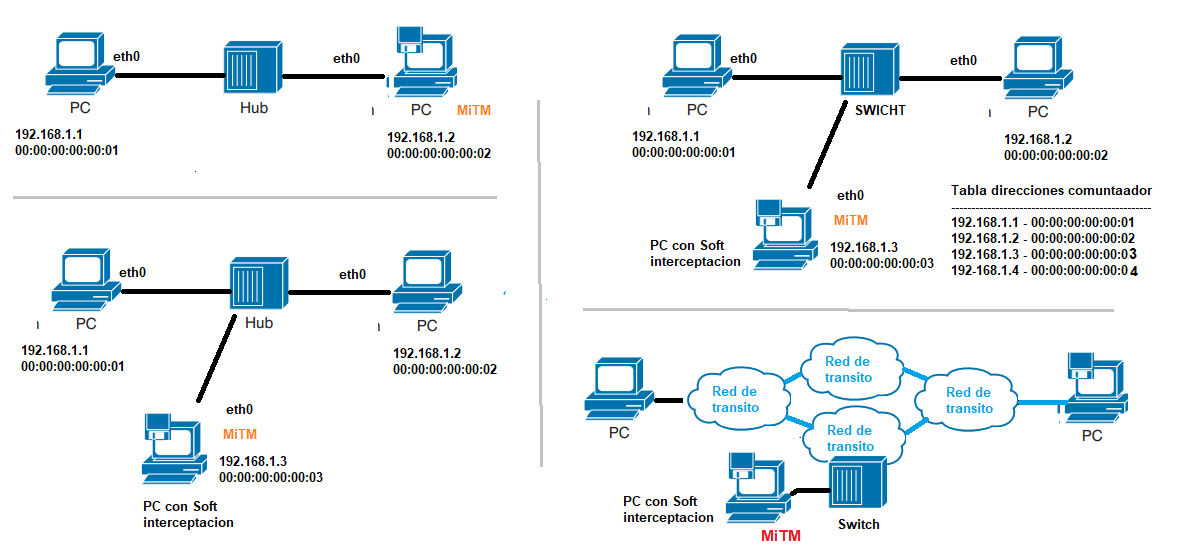 eth0
eth0
PC
Hub
PC
MiTM
192.168.1.1
00:00:00:00:00:01
192.168.1.2
00:00:00:00:00:02
eth0
eth0
PC
Hub
PC
192.168.1.1
00:00:00:00:00:01
192.168.1.2
00:00:00:00:00:02
eth0
MiTM
192.168.1.3
00:00:00:00:00:03
PC con Soft
interceptacion
eth0
eth0
PC
SWICHT
PC
192.168.1.1
00:00:00:00:00:01
192.168.1.2
00:00:00:00:00:02
eth0
MiTM
PC con Soft
interceptacion
192.168.1.3
00:00:00:00:00:03
Tabla direcciones comuntaador
--------------------------------------------------
192.168.1.1 - 00:00:00:00:00:01
192.168.1.2 - 00:00:00:00:00:02
192.168.1.3 - 00:00:00:00:00:03
192-168.1.4 - 00:00:00:00:00:04
PC
Red de
transito
Red de
transito
Red de
transito
Red de
transito
PC
PC con Soft
interceptacion
MiTM
Switch